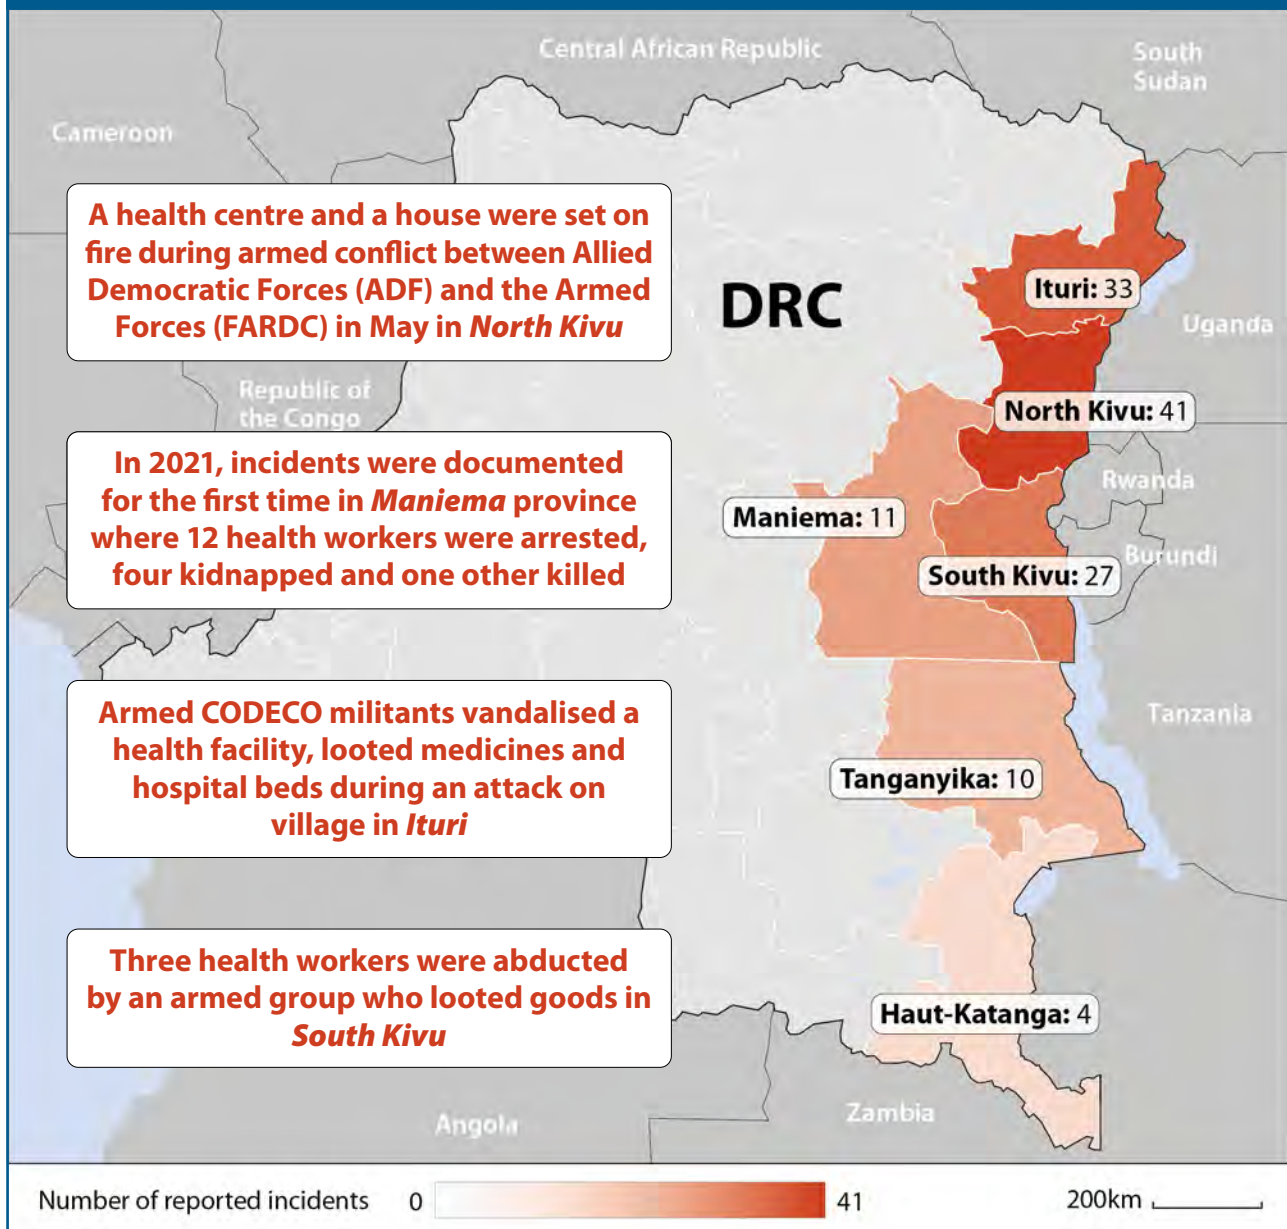 Central African Republic
South
Sudan
Cameroon
A health centre and a house were set on
fire during armed conflict between Allied
Democratic Forces (ADF) and the Armed
Forces (FARDC) in May in North Kivu
DRC
Ituri: 33
Uganda
Republic of
the Congo
North Kivu: 41
In 2021, incidents were documented
for the first time in Maniema province
where 12 health workers were arrested,
four kidnapped and one other killed
Rwanda
Maniema: 11
Burundi
South Kivu: 27
Armed CODECO militants vandalised a
health facility, looted medicines and
hospital beds during an attack on
village in Ituri
Tanzania
Tanganyika: 10
Three health workers were abducted
by an armed group who looted goods in
South Kivu
Haut-Katanga: 4
Angola
Zambia
Number of reported incidents 0 41 200km